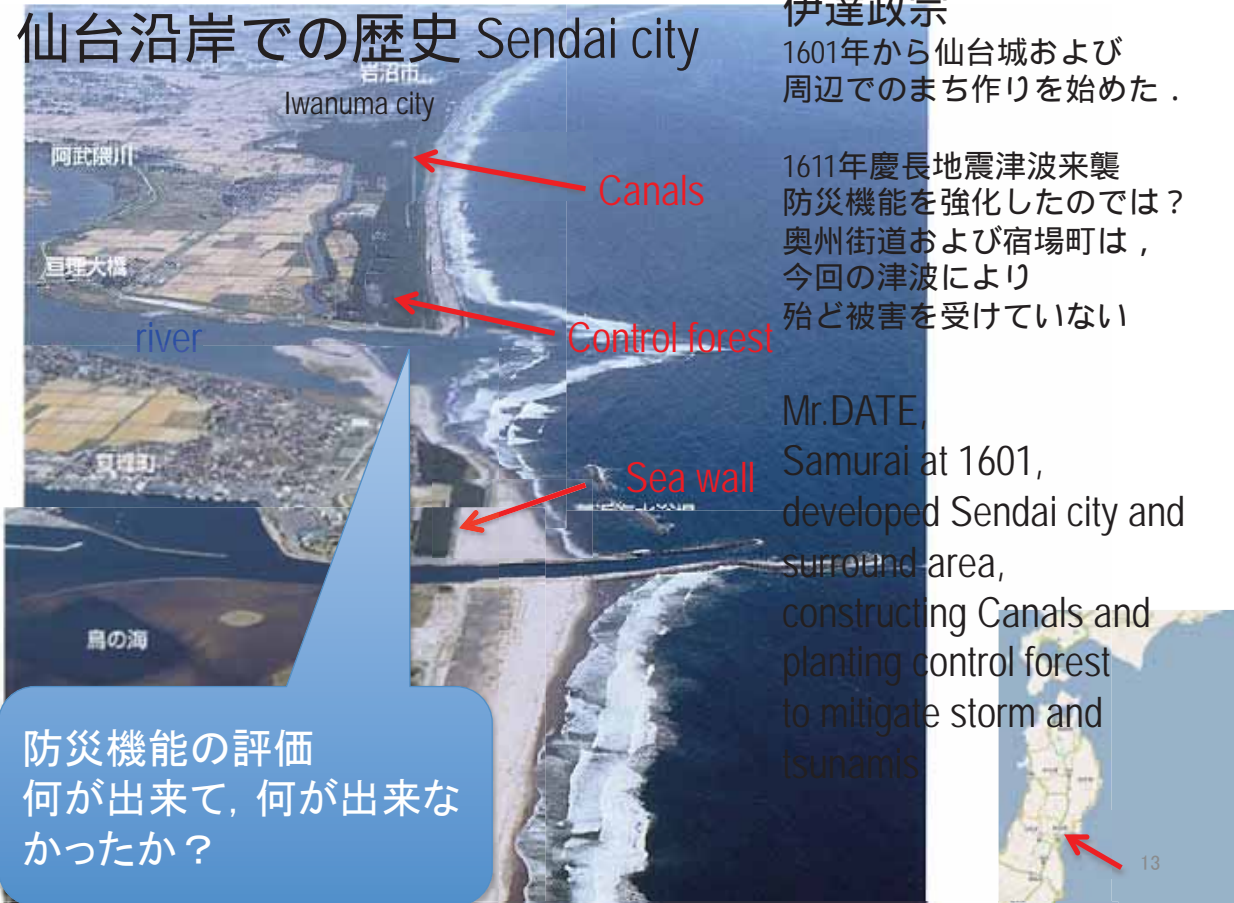 仙台沿岸での歴史 Sendai city
岩沼市
Iwanuma city
阿武隈川
亘理大橋
river
亘理町
鳥の海
Canals
Control forest
Sea wall
防災機能の評価
何が出来て，何が出来な
かったか？
伊達政宗
1601年から仙台城および
周辺でのまち作りを始めた．
1611年慶長地震津波来襲
防災機能を強化したのでは？
奥州街道および宿場町は，
今回の津波により
殆ど被害を受けていない
Mr.DATE,
Samurai at 1601,
developed Sendai city and
surround area,
constructing Canals and
planting control forest
to mitigate storm and
tsunamis
13